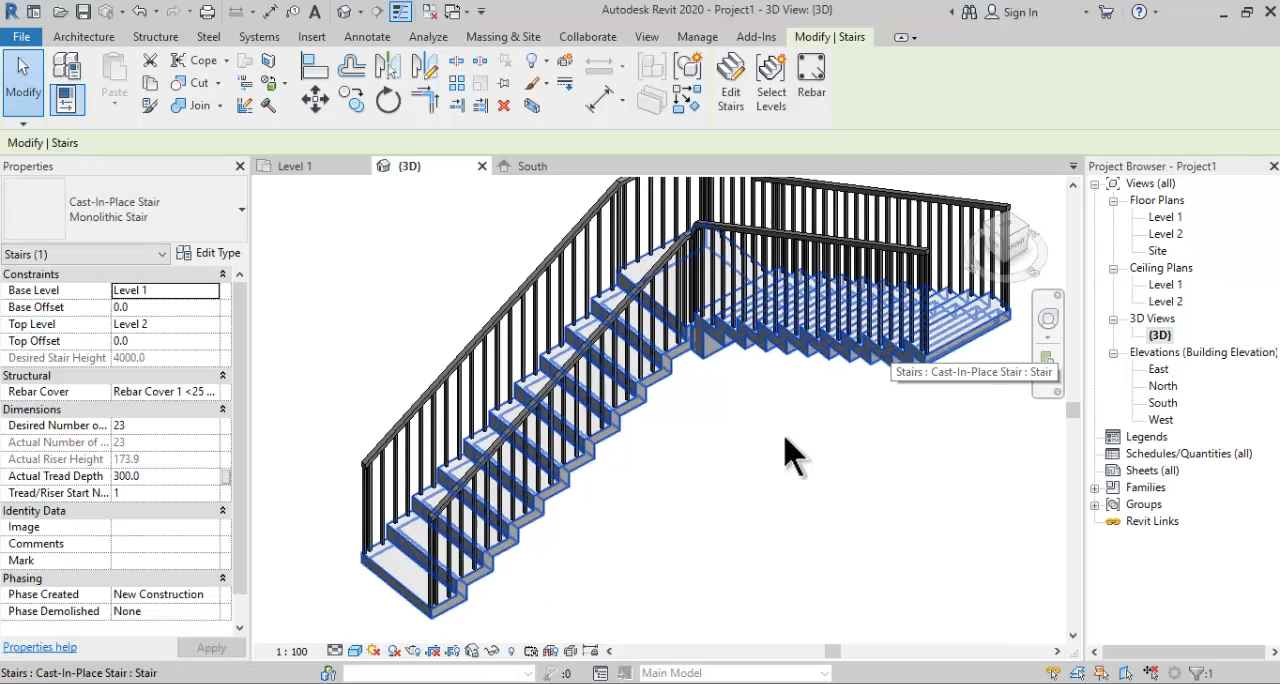 Autodesk Revit 2020 - Project1 - 3D View: {3D}
Sign In
File Architecture Structure Steel Systems Insert Annotate Analyze Massing & Site Collaborate View Manage Add-Ins Modify | Stairs
Modify
Paste
Cope
Cut
Join
Edit Stairs
Select Levels
Rebar
Modify | Stairs
Properties
Cast-In-Place Stair
Monolithic Stair
Stairs (1)
Edit Type
Constraints
Base Level Level 1
Base Offset 0.0
Top Level Level 2
Top Offset 0.0
Desired Stair Height 4000.0
Structural
Rebar Cover Rebar Cover 1 <25 ...
Dimensions
Desired Number o... 23
Actual Number of ... 23
Actual Riser Height 173.9
Actual Tread Depth 300.0
Tread/Riser Start N... 1
Identity Data
Image
Comments
Mark
Phasing
Phase Created New Construction
Phase Demolished None
Properties help
Apply
Level 1
{3D}
South
FRONT
Stairs : Cast-In-Place Stair : Stair
1 : 100
Project Browser - Project1
Views (all)
Floor Plans
Level 1
Level 2
Site
Ceiling Plans
Level 1
Level 2
3D Views
{3D}
Elevations (Building Elevation)
East
North
South
West
Legends
Schedules/Quantities (all)
Sheets (all)
Families
Groups
Revit Links
Stairs : Cast-In-Place Stair : Stair
:0
Main Model
:1